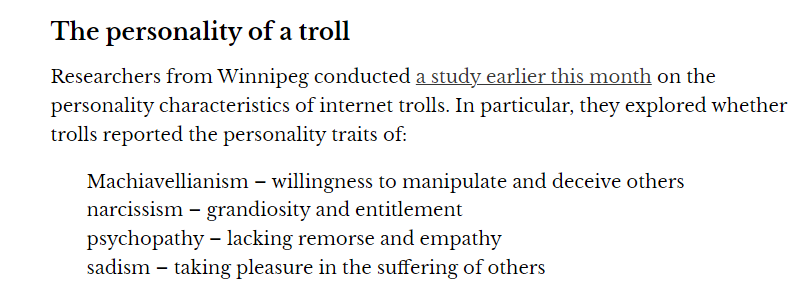 The personality of a troll
Researchers from Winnipeg conducted a study earlier this month on the
personality characteristics of internet trolls. In particular, they explored whether
trolls reported the personality traits of:
Machiavellianism – willingness to manipulate and deceive others
narcissism – grandiosity and entitlement
psychopathy – lacking remorse and empathy
sadism – taking pleasure in the suffering of others